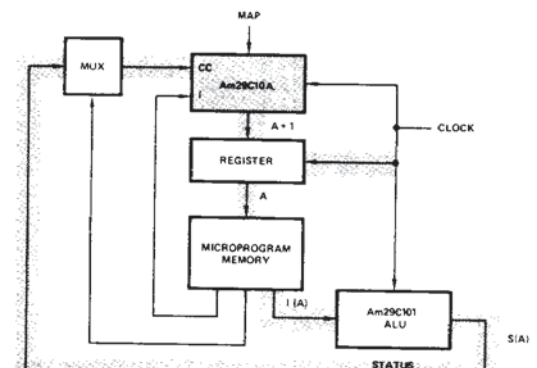 MAP
MUX
CC
Am29C10A
I
A + 1
CLOCK
REGISTER
A
MICROPROGRAM
MEMORY
I (A)
Am29C101
ALU
S(A)
STATUS